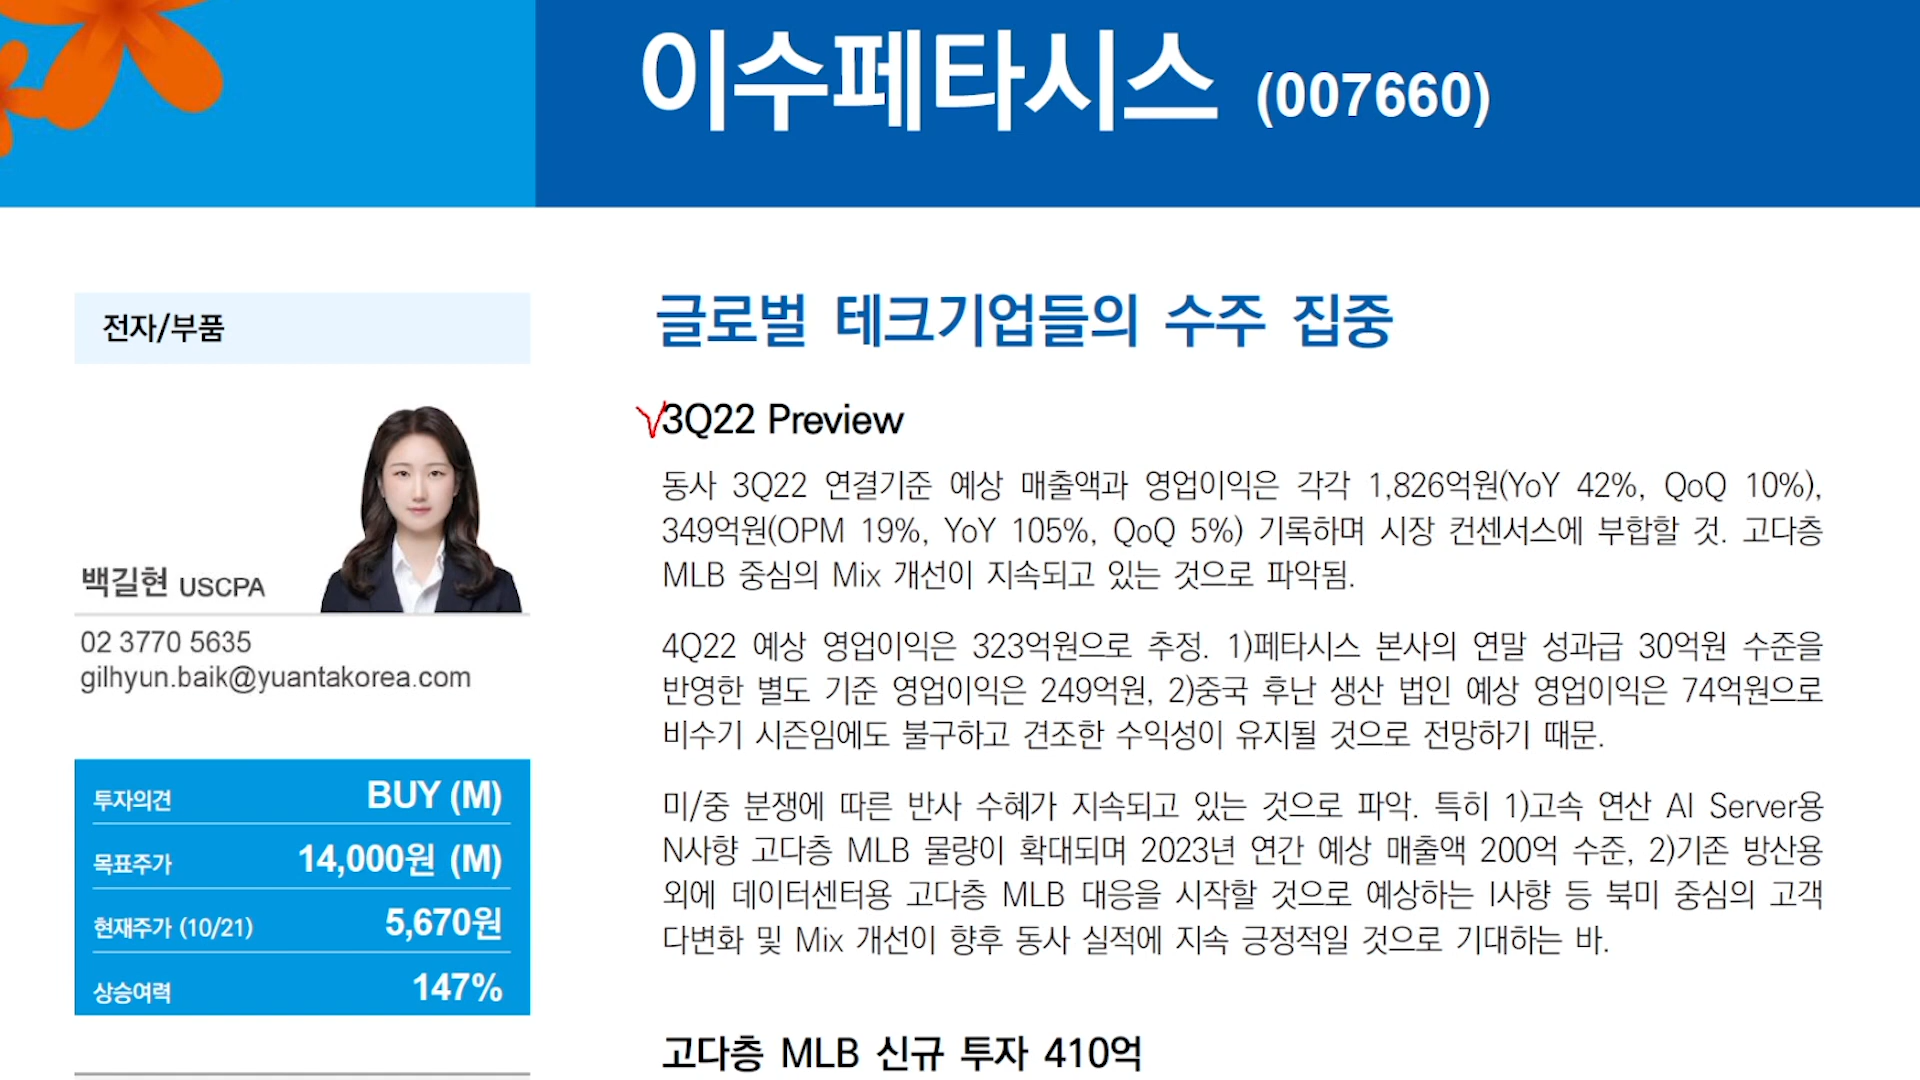 이수페타시스 (007660)
전자/부품
백길현 USCPA
02 3770 5635
gilhyun.baik@yuantakorea.com
투자의견 BUY (M)
목표주가 14,000원 (M)
현재주가 (10/21) 5,670원
상승여력 147%
글로벌 테크기업들의 수주 집중
3Q22 Preview
동사 3Q22 연결기준 예상 매출액과 영업이익은 각각 1,826억원(YoY 42%, QoQ 10%),
349억원(OPM 19%, YoY 105%, QoQ 5%) 기록하며 시장 컨센서스에 부합할 것. 고다층
MLB 중심의 Mix 개선이 지속되고 있는 것으로 파악됨.
4Q22 예상 영업이익은 323억원으로 추정. 1)페타시스 본사의 연말 성과급 30억원 수준을
반영한 별도 기준 영업이익은 249억원, 2)중국 후난 생산 법인 예상 영업이익은 74억원으로
비수기 시즌임에도 불구하고 견조한 수익성이 유지될 것으로 전망하기 때문.
미/중 분쟁에 따른 반사 수혜가 지속되고 있는 것으로 파악. 특히 1)고속 연산 AI Server용
N사향 고다층 MLB 물량이 확대되며 2023년 연간 예상 매출액 200억 수준, 2)기존 방산용
외에 데이터센터용 고다층 MLB 대응을 시작할 것으로 예상하는 I사향 등 북미 중심의 고객
다변화 및 Mix 개선이 향후 동사 실적에 지속 긍정적일 것으로 기대하는 바.
고다층 MLB 신규 투자 410억